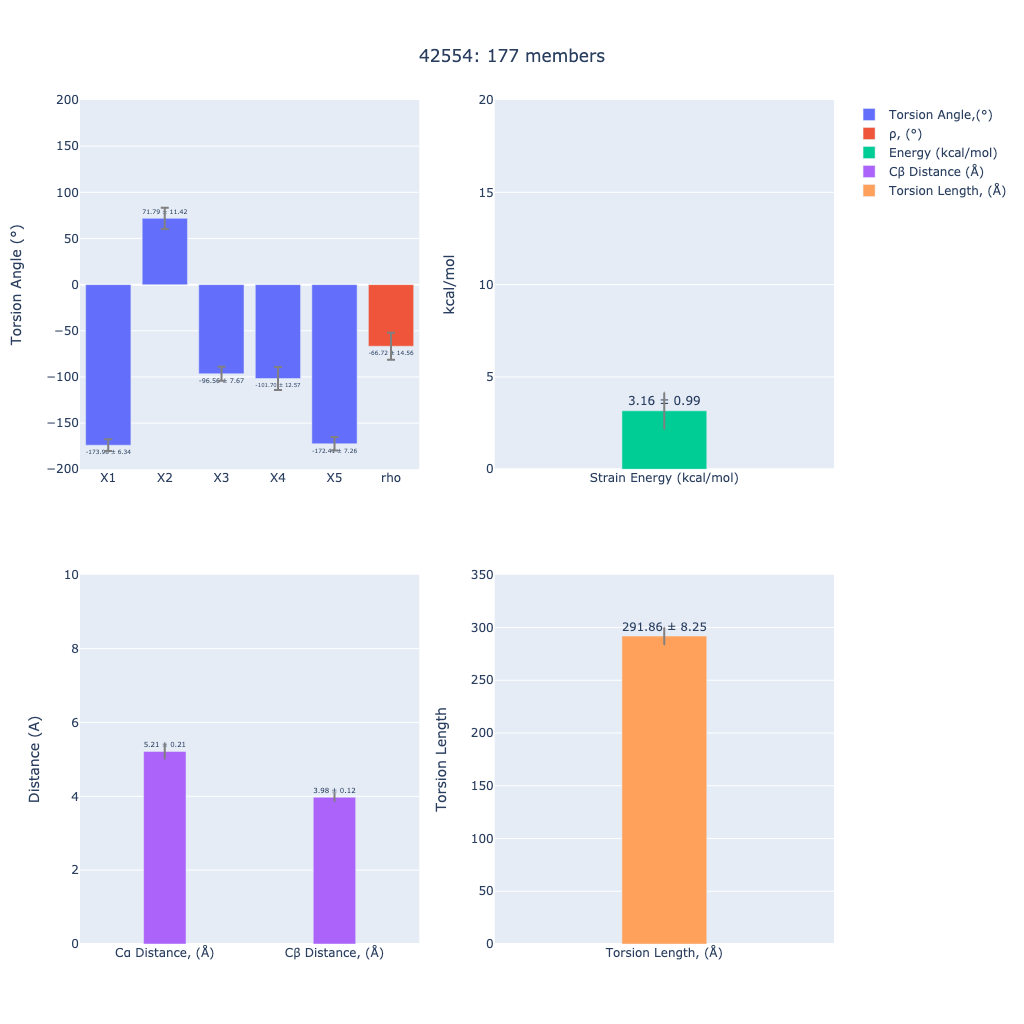 42554: 177 members
Torsion Angle (°)
200
150
100
50
0
−50
−100
−150
−200
71.79 ± 11.42
-96.56 ± 7.67
-101.70 ± 12.57
-66.72 ± 14.56
± 6.34
± 7.26
X1 X2 X3 X4 X5 rho
kcal/mol
20
15
10
5
0
3.16 ± 0.99
Strain Energy (kcal/mol)
Torsion Angle,(°)
ρ, (°)
Energy (kcal/mol)
Cβ Distance (Å)
Torsion Length, (Å)
Distance (A)
10
8
6
4
2
0
5.21 ± 0.21
3.98 ± 0.12
Cα Distance, (Å) Cβ Distance, (Å)
Torsion Length
350
300
250
200
150
100
50
0
291.86 ± 8.25
Torsion Length, (Å)